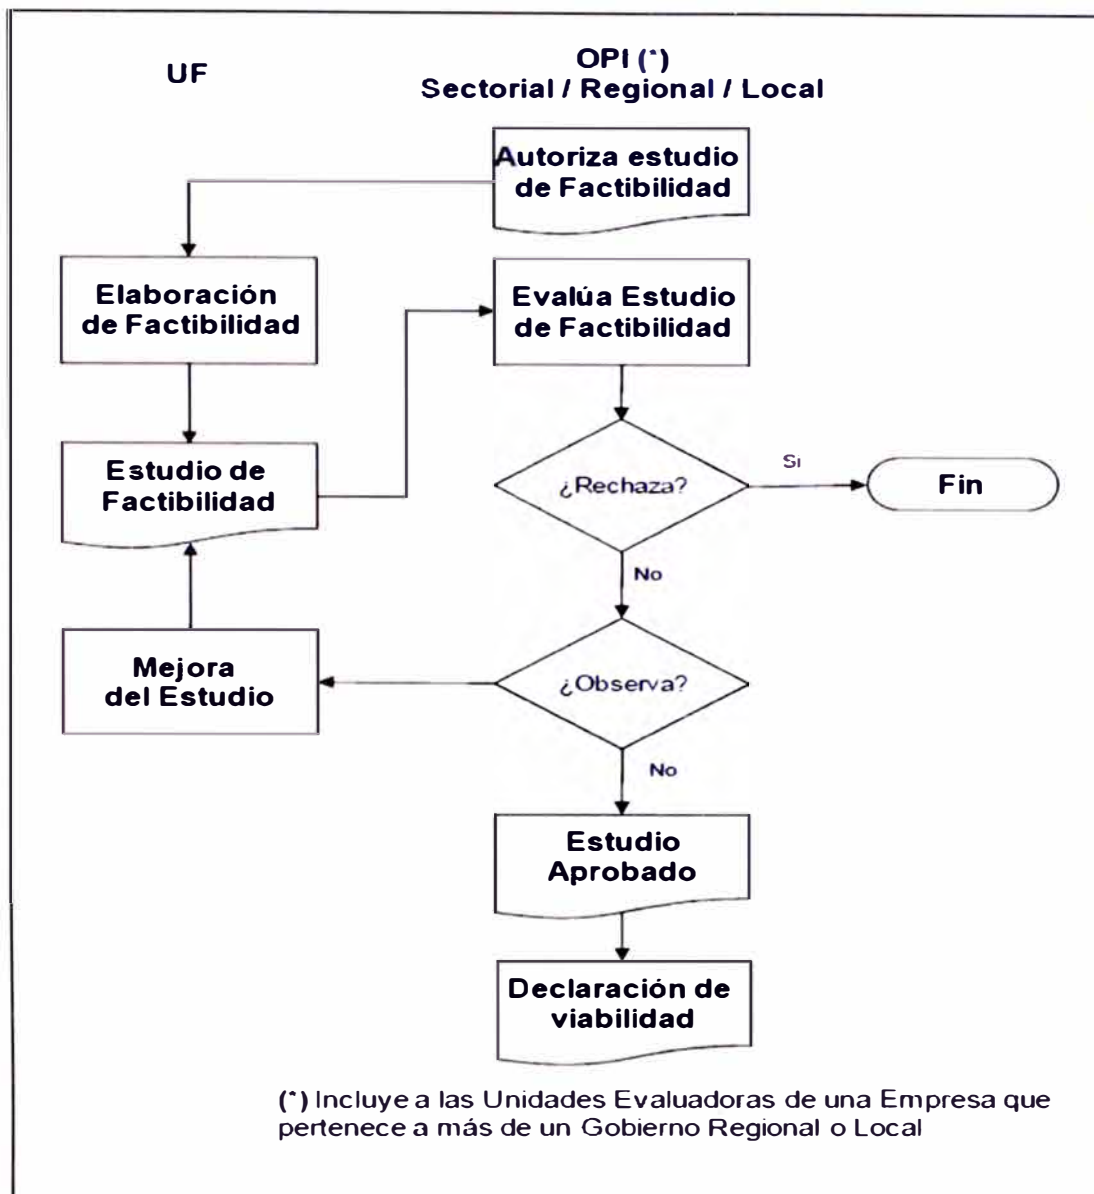 UF
OPI (*)
Sectorial / Regional / Local
Autoriza estudio
de Factibilidad
Elaboración
de Factibilidad
Evalúa Estudio
de Factibilidad
Estudio de
Factibilidad
¿Rechaza?
Si
Fin
No
Mejora
del Estudio
¿Observa?
No
Estudio
Aprobado
Declaración de
viabilidad
(*) Incluye a las Unidades Evaluadoras de una Empresa que
pertenece a más de un Gobierno Regional o Local